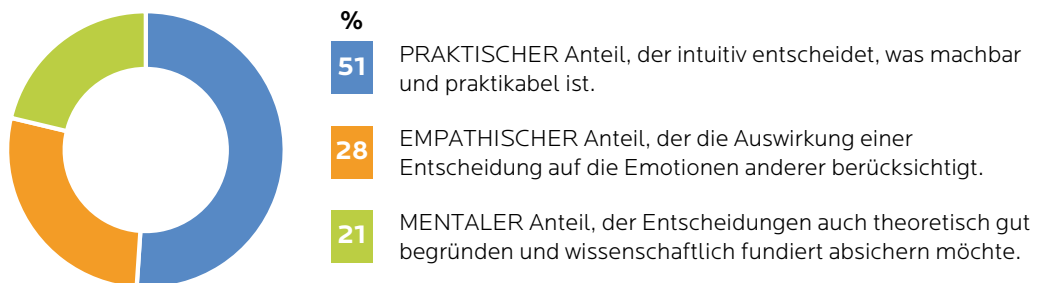 %
51 PRAKTISCHER Anteil, der intuitiv entscheidet, was machbar
und praktikabel ist.
28 EMPATHISCHER Anteil, der die Auswirkung einer
Entscheidung auf die Emotionen anderer berücksichtigt.
21 MENTALER Anteil, der Entscheidungen auch theoretisch gut
begründen und wissenschaftlich fundiert absichern möchte.